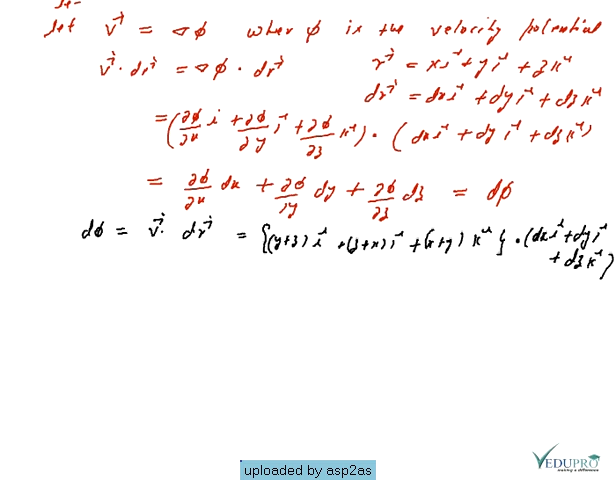 let v⃗ = ∇ϕ where ϕ is the velocity potential
v⃗ · dr⃗ = ∇ϕ · dr⃗ r⃗ = xi⃗ + yj⃗ + zk⃗
dr⃗ = dxi⃗ + dyj⃗ + dzk⃗
= (∂ϕ/∂x i + ∂ϕ/∂y j⃗ + ∂ϕ/∂z k⃗) · (dxi⃗ + dyj⃗ + dzk⃗)
= ∂ϕ/∂x dx + ∂ϕ/∂y dy + ∂ϕ/∂z dz = dϕ
dϕ = v⃗ · dr⃗ = {(y+z)i⃗ + (z+x)j⃗ + (x+y)k⃗} · (dxi⃗ + dyj⃗
+ dzk⃗)
VEDUPRO
uploaded by asp2as